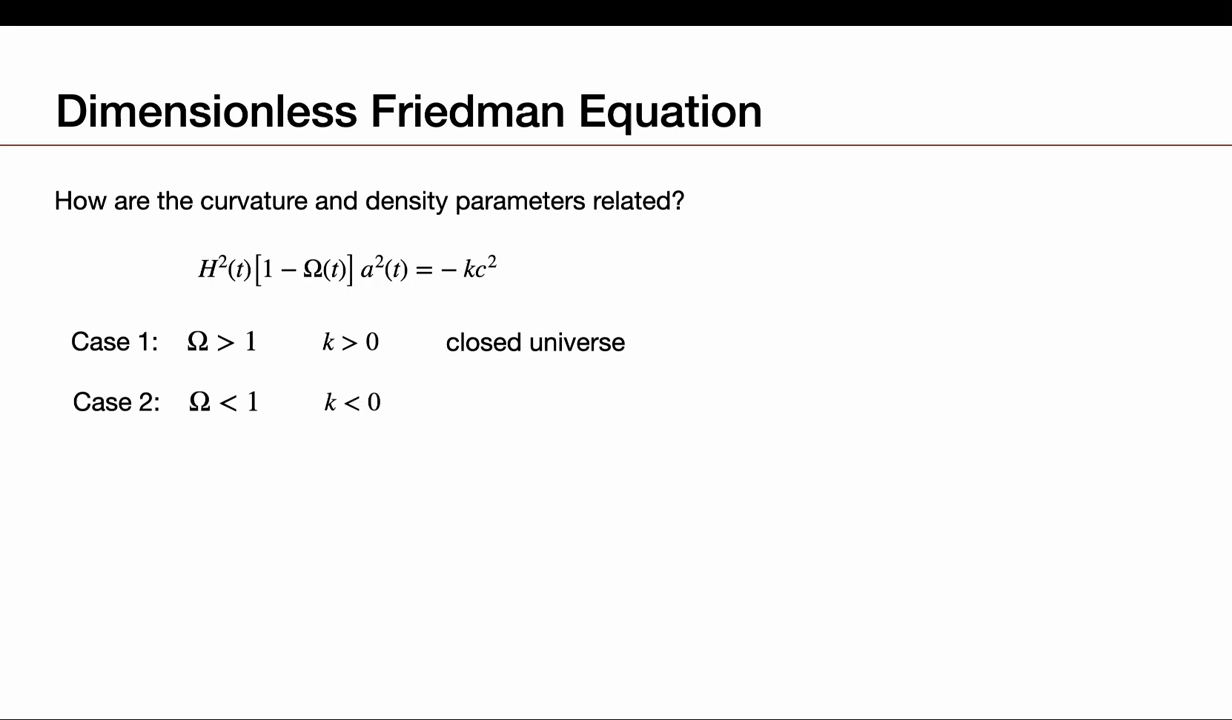 Dimensionless Friedman Equation
How are the curvature and density parameters related?
H²(t)[1 − Ω(t)] a²(t) = − kc²
Case 1: Ω > 1 k > 0 closed universe
Case 2: Ω < 1 k < 0